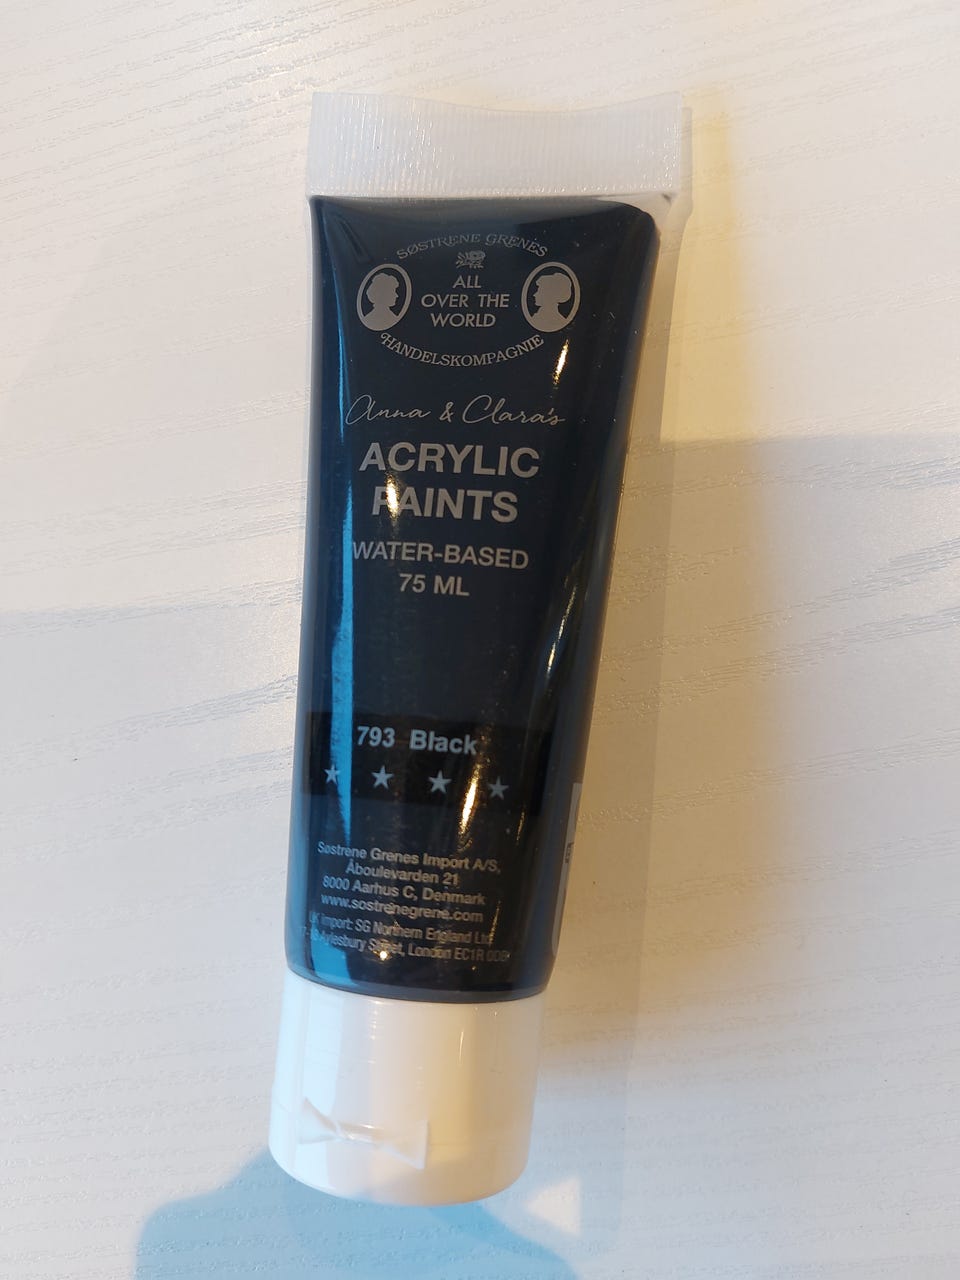 SØSTRENE GRENES
ALL
OVER THE
WORLD
HANDELSKOMPAGNIE
Anna & Clara's
ACRYLIC
PAINTS
WATER-BASED
75 ML
793 Black
Søstrene Grenes Import A/S,
Åboulevarden 21
8000 Aarhus C, Denmark
www.sostrenegrene.com
UK import: SG Northern England Ltd
Aylesbury Street, London EC1R 0DB